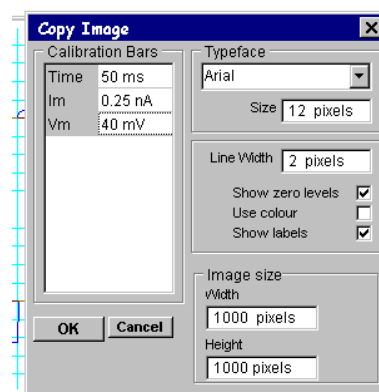 Copy Image
Calibration Bars
Time 50 ms
Im 0.25 nA
Vm 40 mV
OK Cancel
Typeface
Arial
Size 12 pixels
Line Width 2 pixels
Show zero levels
Use colour
Show labels
Image size
Width
1000 pixels
Height
1000 pixels